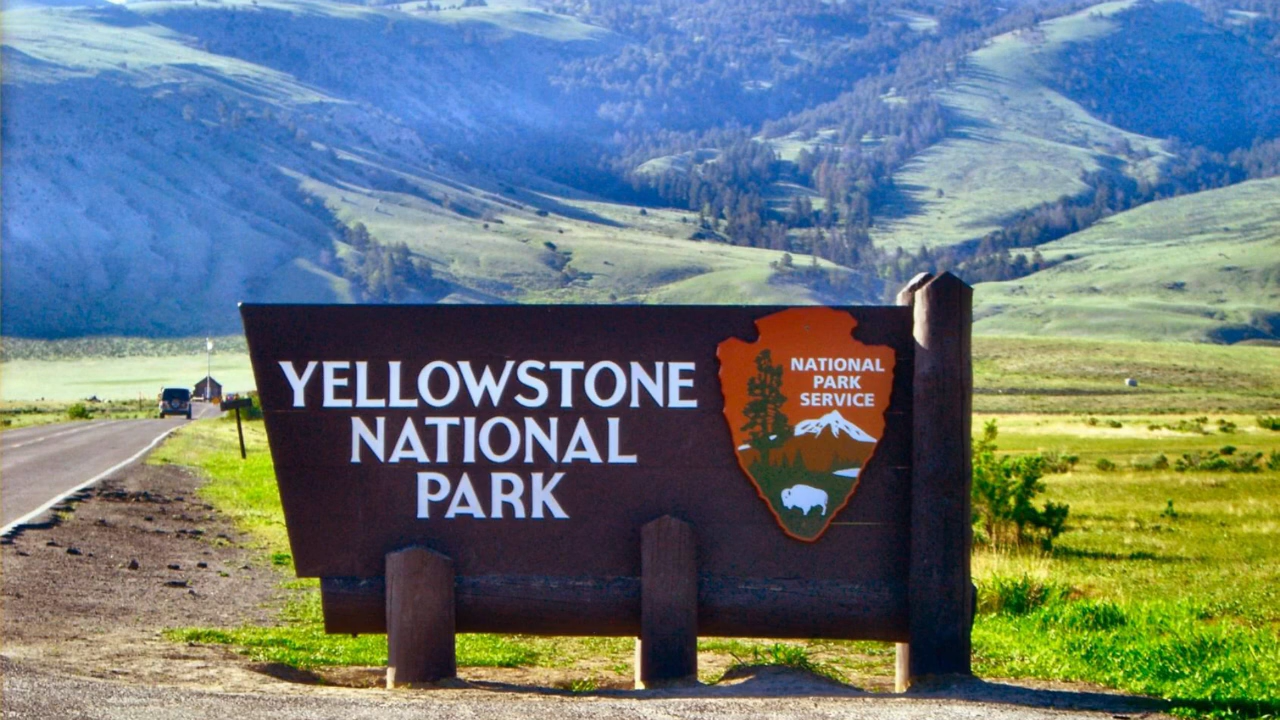 YELLOWSTONE
NATIONAL
PARK
NATIONAL
PARK
SERVICE